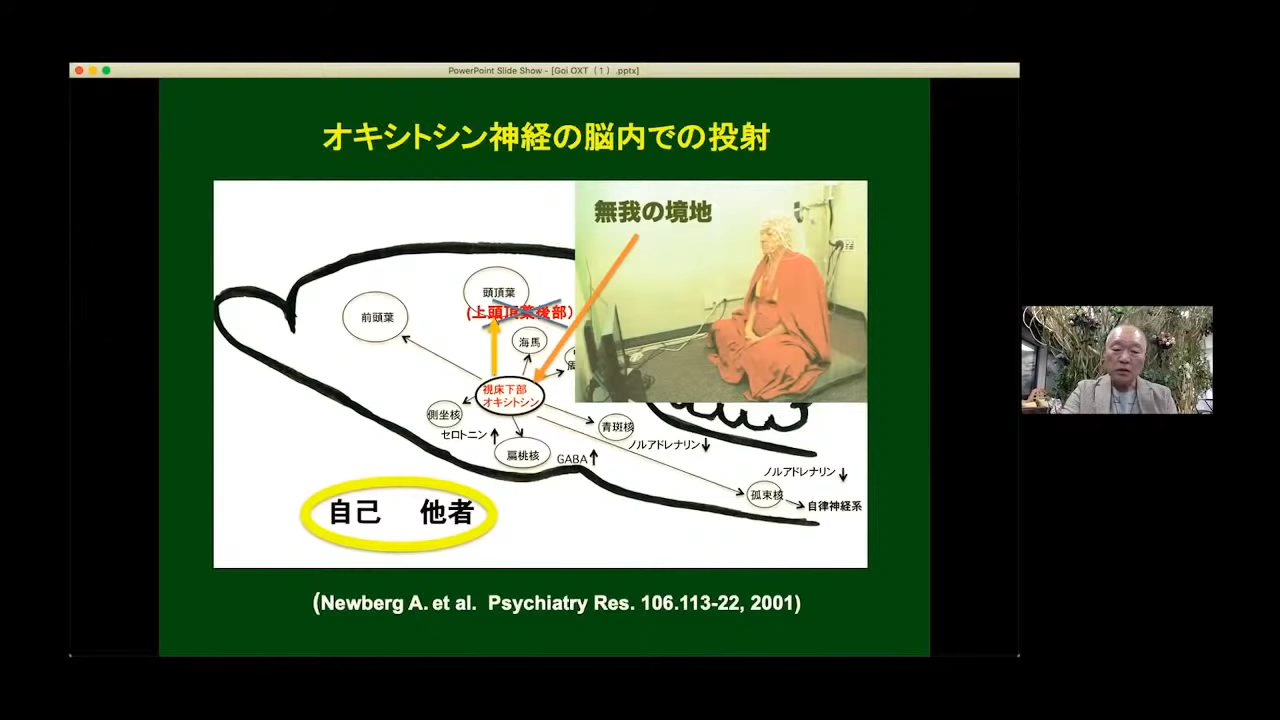 PowerPoint Slide Show - [Goi OXT（1）.pptx]
オキシトシン神経の脳内での投射
無我の境地
頭頂葉
(上頭頂葉後部)
前頭葉
海馬
視床下部
オキシトシン
側坐核
セロトニン
青斑核
ノルアドレナリン
扁桃核
GABA
ノルアドレナリン
孤束核
自律神経系
自己 他者
(Newberg A. et al. Psychiatry Res. 106.113-22, 2001)